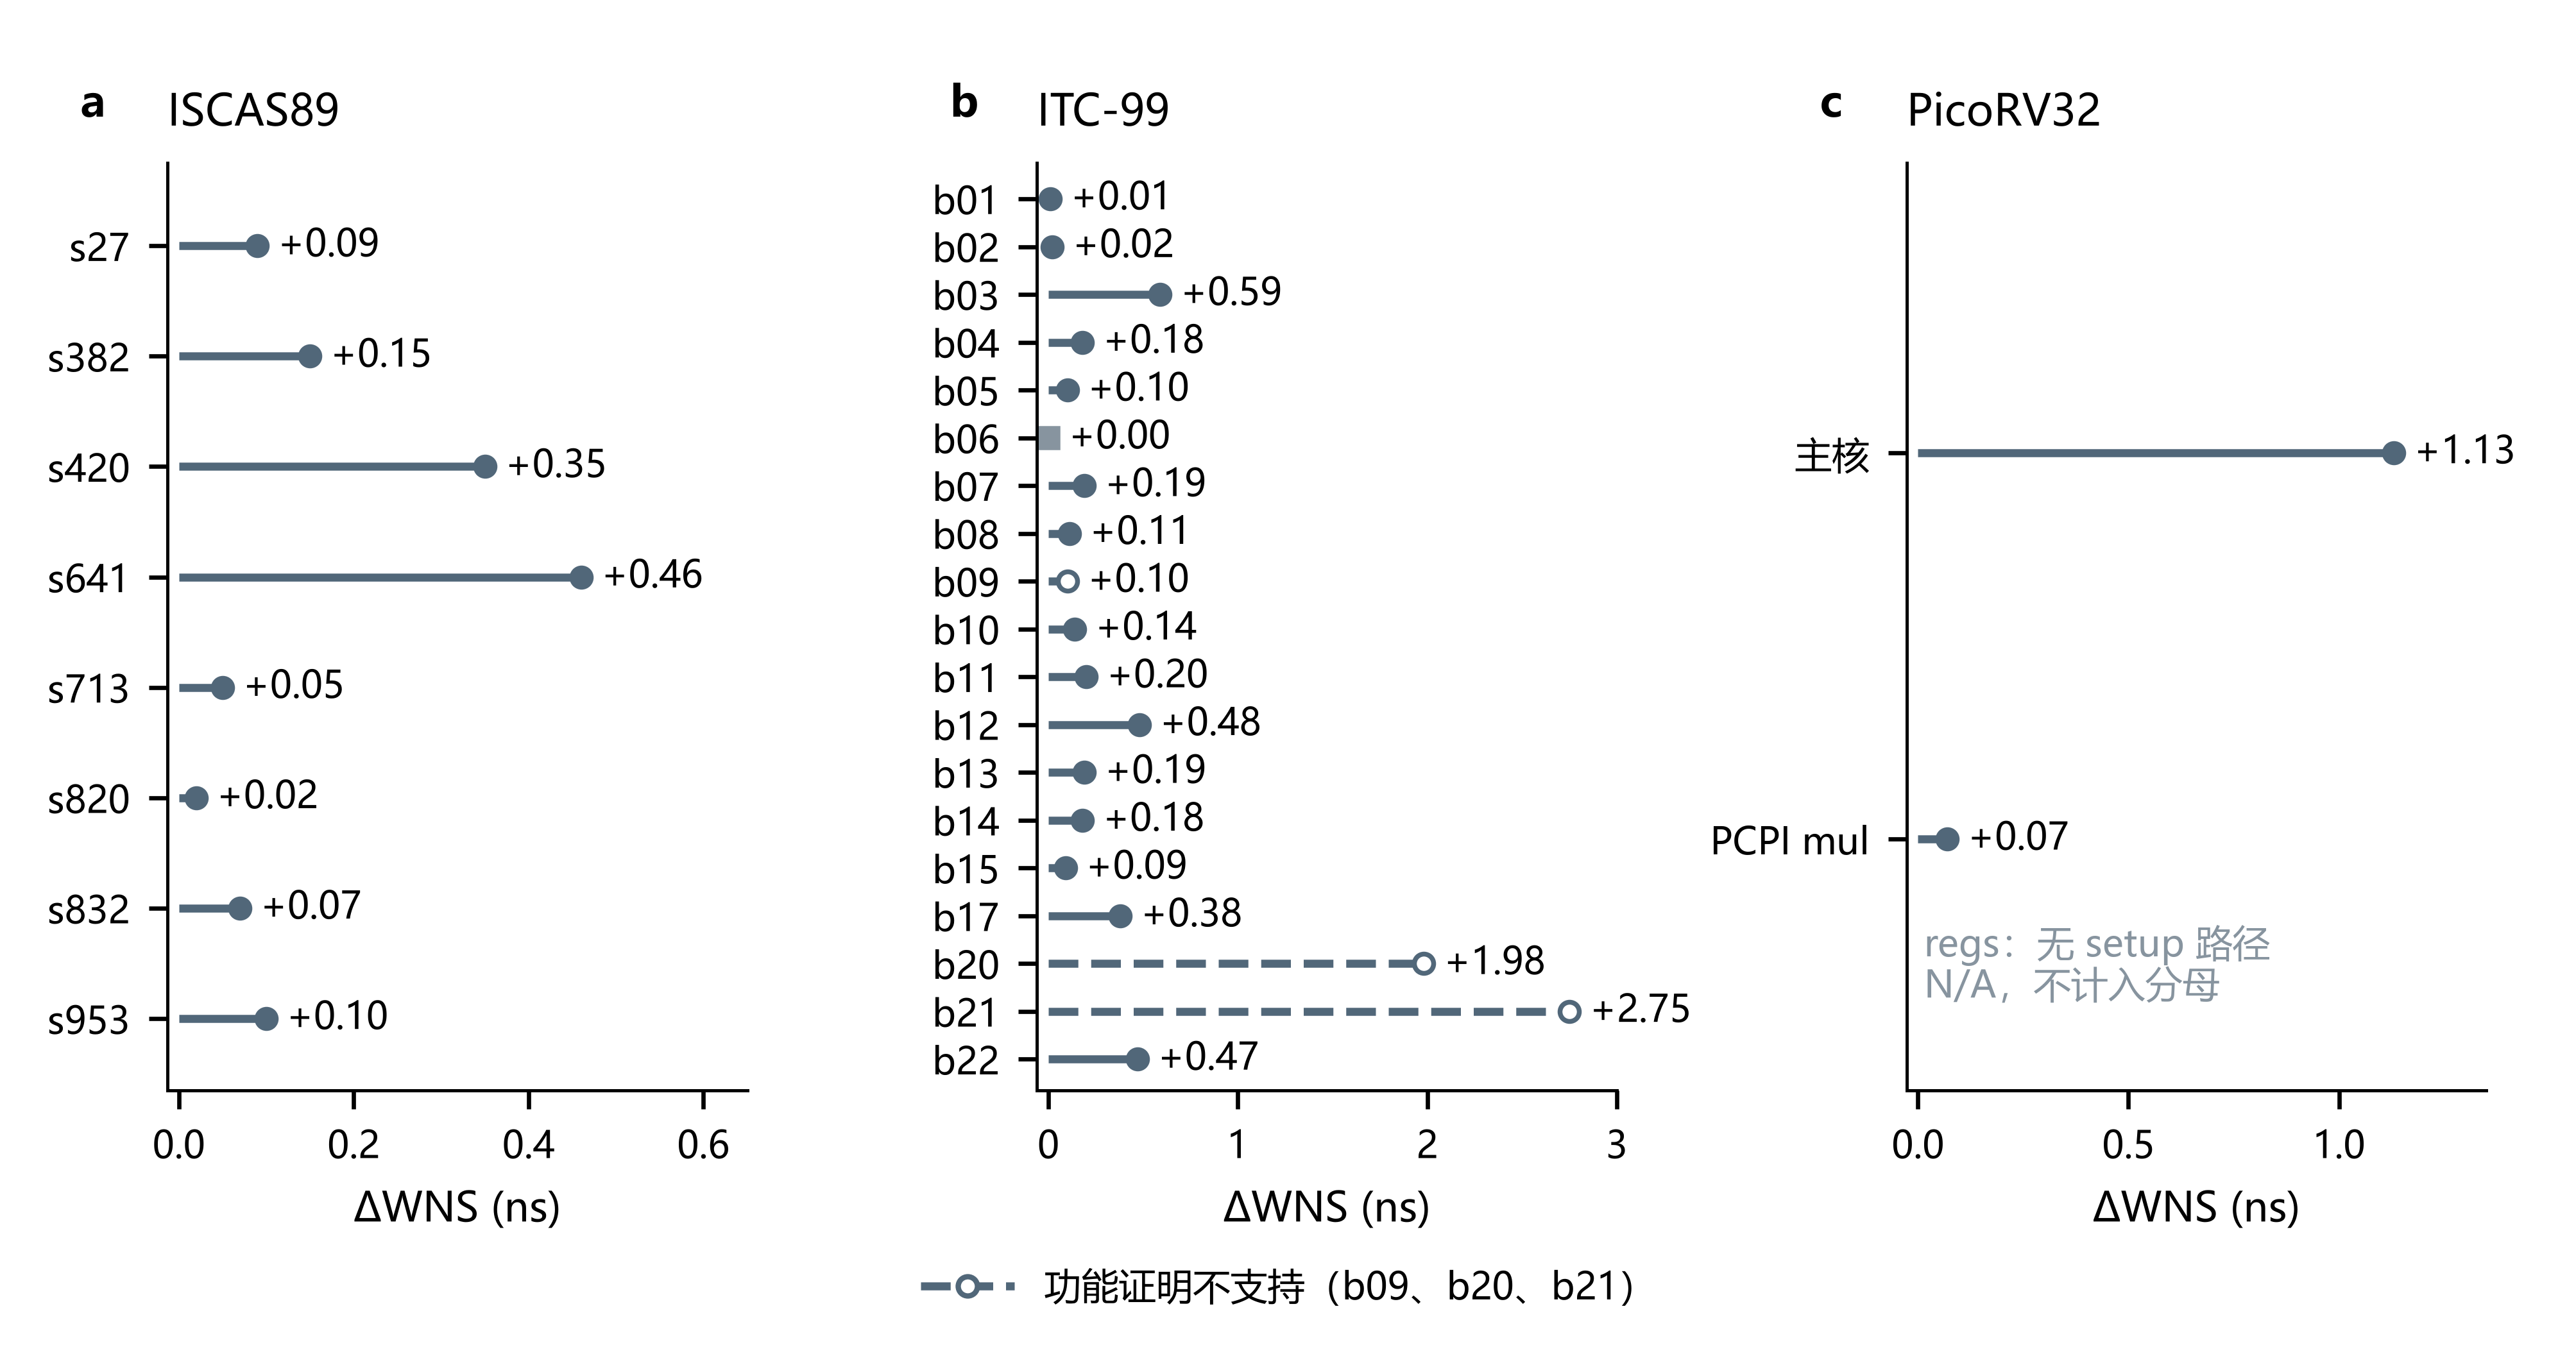 a ISCAS89
s27 +0.09
s382 +0.15
s420 +0.35
s641 +0.46
s713 +0.05
s820 +0.02
s832 +0.07
s953 +0.10
0.0 0.2 0.4 0.6
ΔWNS (ns)
b ITC-99
b01 +0.01
b02 +0.02
b03 +0.59
b04 +0.18
b05 +0.10
b06 +0.00
b07 +0.19
b08 +0.11
b09 +0.10
b10 +0.14
b11 +0.20
b12 +0.48
b13 +0.19
b14 +0.18
b15 +0.09
b17 +0.38
b20 +1.98
b21 +2.75
b22 +0.47
0 1 2 3
ΔWNS (ns)
c PicoRV32
主核 +1.13
PCPI mul +0.07
regs：无 setup 路径
N/A，不计入分母
0.0 0.5 1.0
ΔWNS (ns)
功能证明不支持（b09、b20、b21）